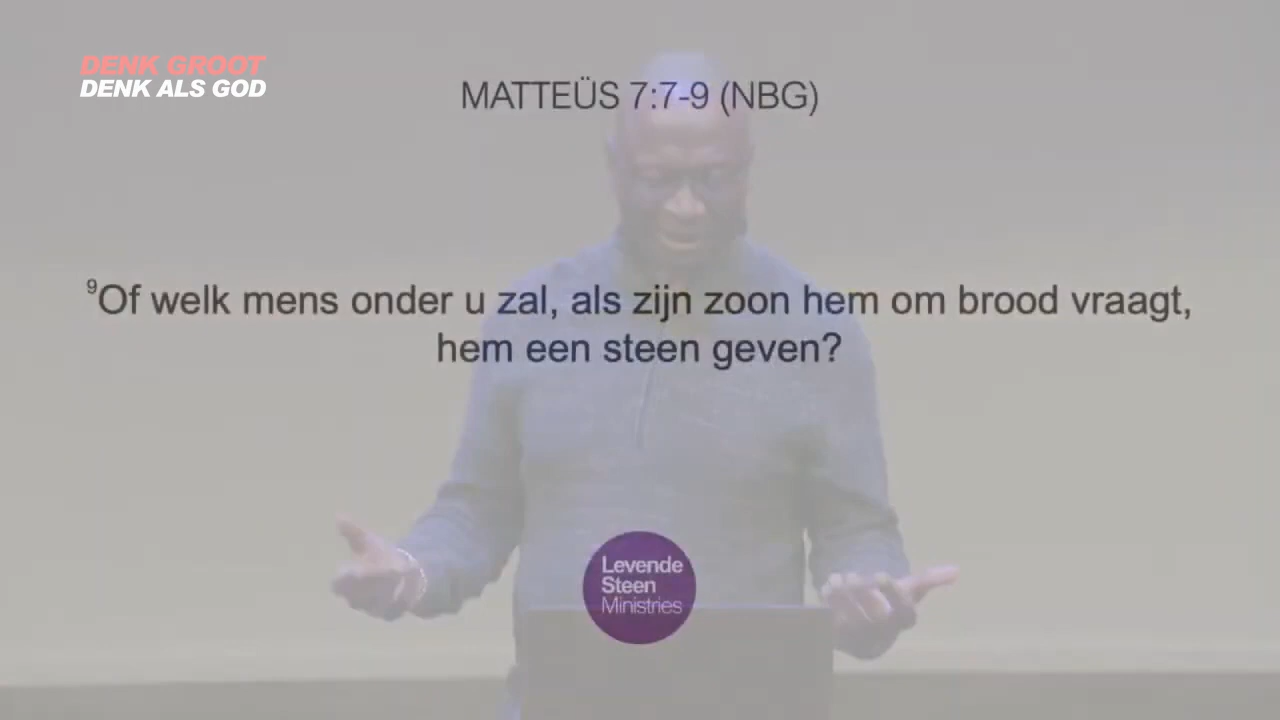 DENK GROOT
DENK ALS GOD
MATTEÜS 7:7-9 (NBG)
⁹Of welk mens onder u zal, als zijn zoon hem om brood vraagt,
hem een steen geven?
Levende
Steen
Ministries